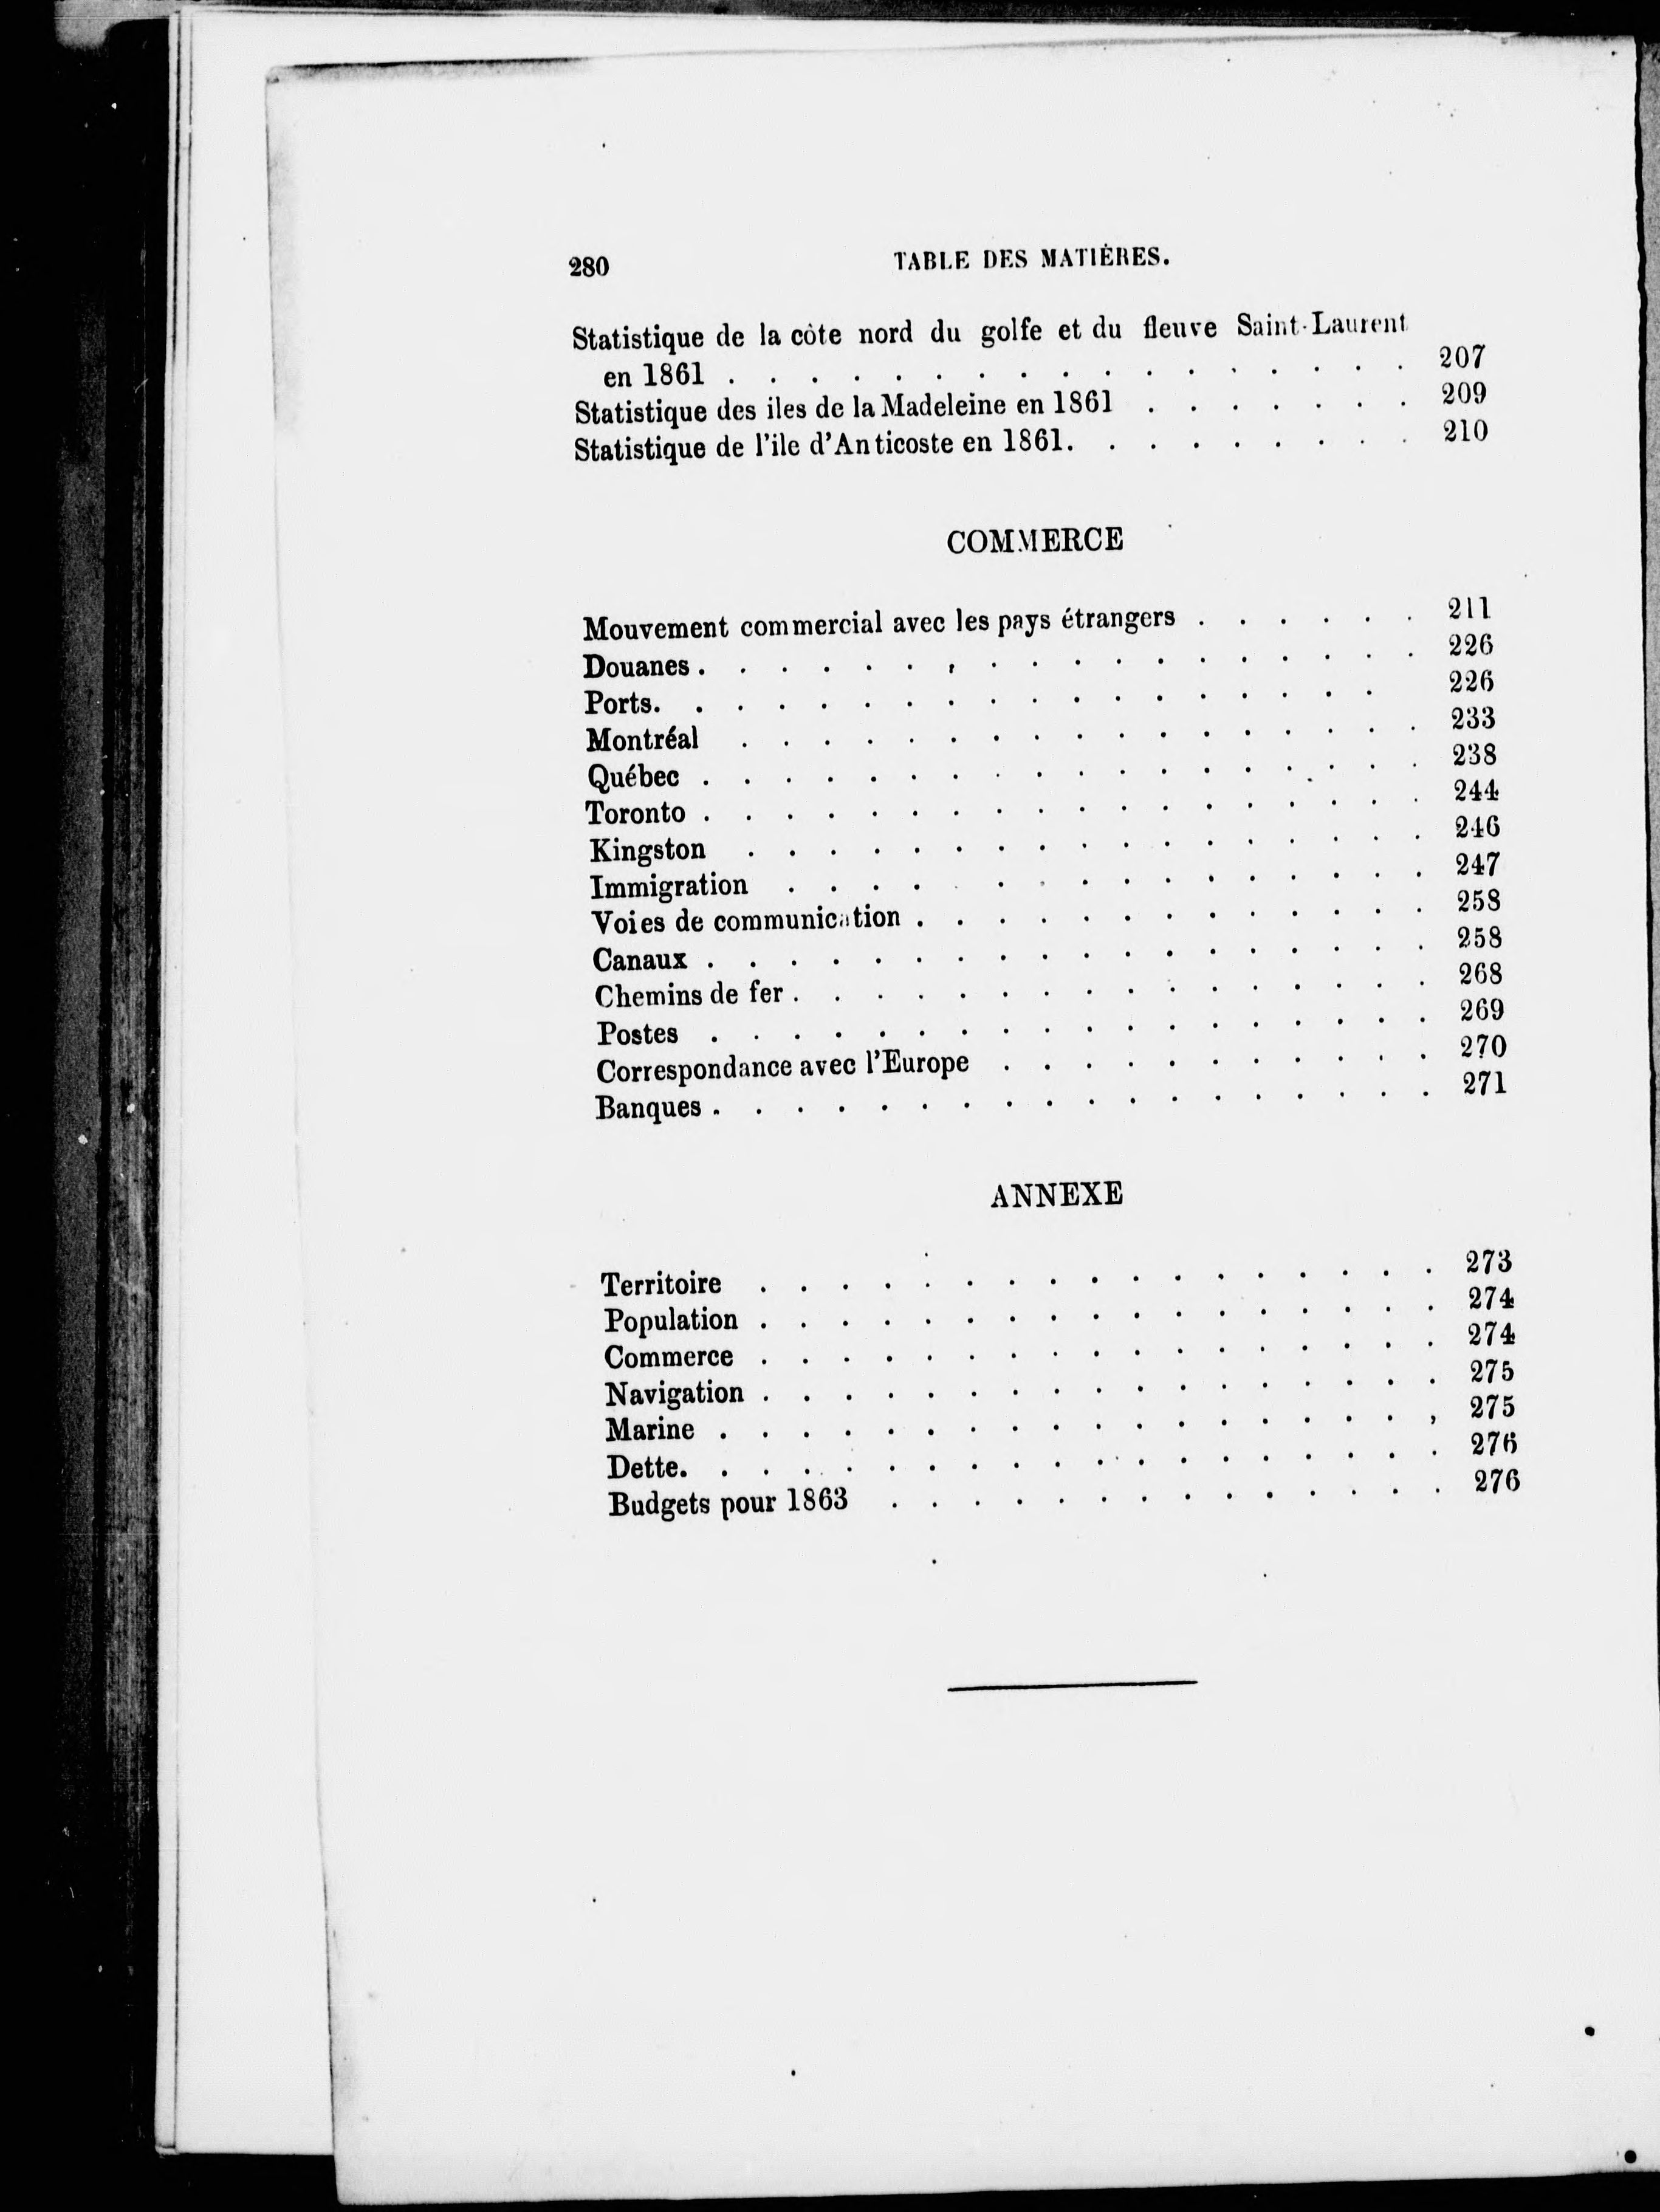 280 TABLE DES MATIÈRES.
Statistique de la côte nord du golfe et du fleuve Saint-Laurent
en 1861 . . . . . . . . . . . . . . . . . 207
Statistique des iles de la Madeleine en 1861 . . . . . . . 209
Statistique de l'ile d'Anticoste en 1861. . . . . . . . . 210
COMMERCE
Mouvement commercial avec les pays étrangers . . . . . . 211
Douanes . . . . . . . . . . . . . . . . . . 226
Ports. . . . . . . . . . . . . . . . . . 226
Montréal . . . . . . . . . . . . . . . . . 233
Québec . . . . . . . . . . . . . . . . . . 238
Toronto . . . . . . . . . . . . . . . . . . 244
Kingston . . . . . . . . . . . . . . . . . 246
Immigration . . . . . . . . . . . . . . . . 247
Voies de communication . . . . . . . . . . . . . 258
Canaux . . . . . . . . . . . . . . . . . . 258
Chemins de fer . . . . . . . . . . . . . . . . 268
Postes . . . . . . . . . . . . . . . . . . 269
Correspondance avec l'Europe . . . . . . . . . . . 270
Banques . . . . . . . . . . . . . . . . . . 271
ANNEXE
Territoire . . . . . . . . . . . . . . . . . 273
Population . . . . . . . . . . . . . . . . . 274
Commerce . . . . . . . . . . . . . . . . . 274
Navigation . . . . . . . . . . . . . . . . . 275
Marine . . . . . . . . . . . . . . . . . , 275
Dette. . . . . . . . . . . . . . . . . . . 276
Budgets pour 1863 . . . . . . . . . . . . . . 276